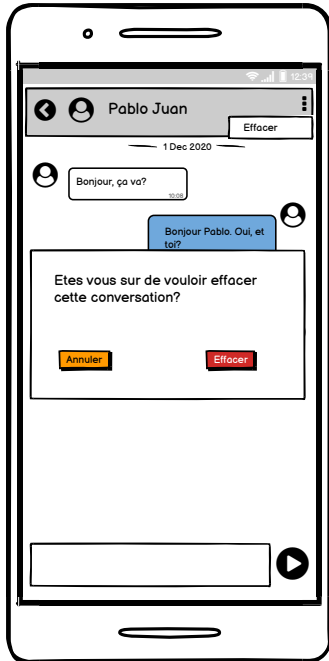 12:39
Pablo Juan
Effacer
1 Dec 2020
Bonjour, ça va?
10:08
Bonjour Pablo. Oui, et
toi?
Etes vous sur de vouloir effacer
cette conversation?
Annuler
Effacer